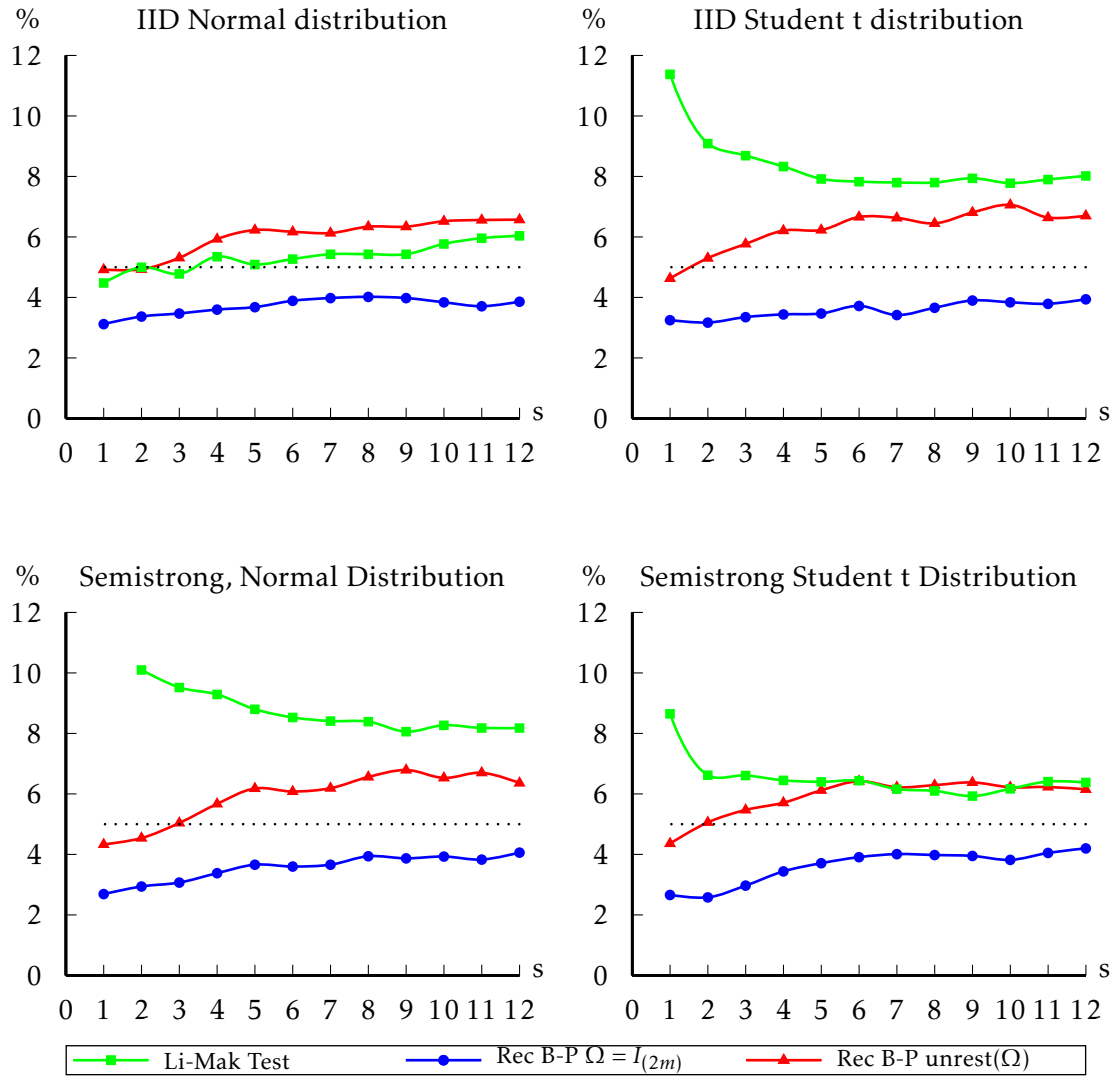 % IID Normal distribution
12
10
8
6
4
2
0
s
0 1 2 3 4 5 6 7 8 9 10 11 12
% IID Student t distribution
12
10
8
6
4
2
0
s
0 1 2 3 4 5 6 7 8 9 10 11 12
% Semistrong, Normal Distribution
12
10
8
6
4
2
0
s
0 1 2 3 4 5 6 7 8 9 10 11 12
% Semistrong Student t Distribution
12
10
8
6
4
2
0
s
0 1 2 3 4 5 6 7 8 9 10 11 12
Li-Mak Test Rec B-P Ω = I(2m) Rec B-P unrest(Ω)